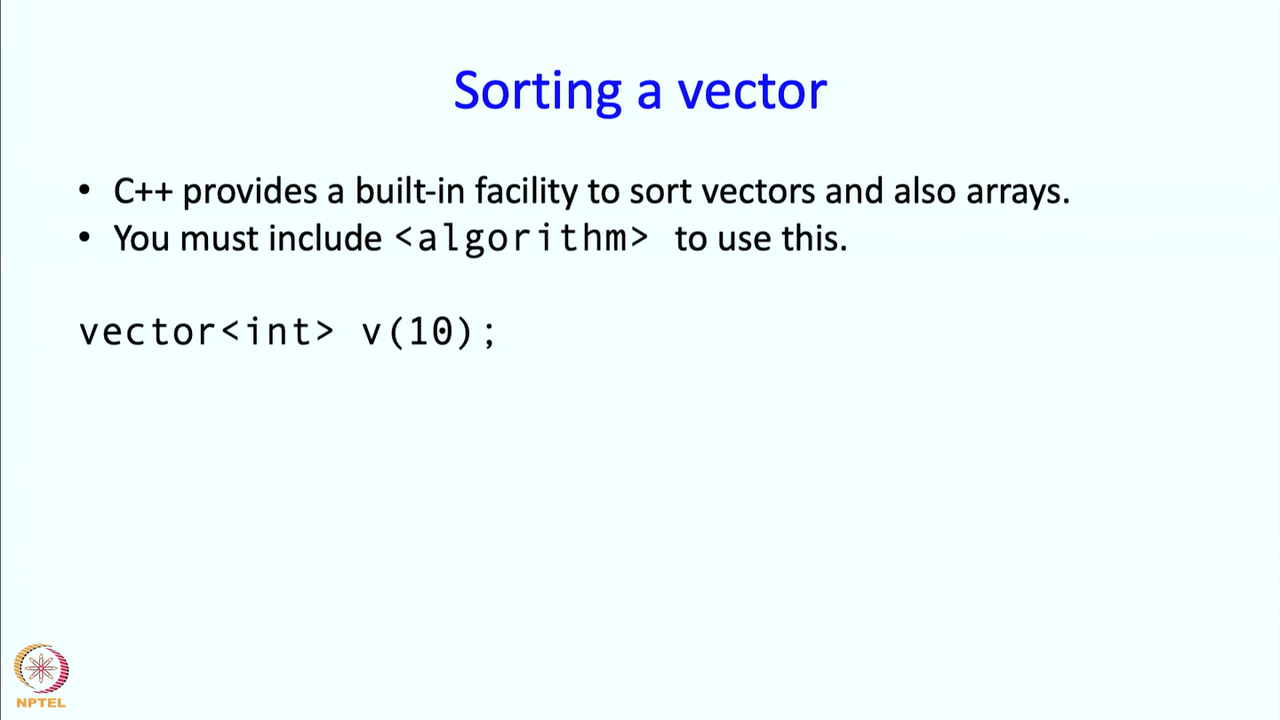 Sorting a vector
• C++ provides a built-in facility to sort vectors and also arrays.
• You must include <algorithm> to use this.
vector<int> v(10);
NPTEL